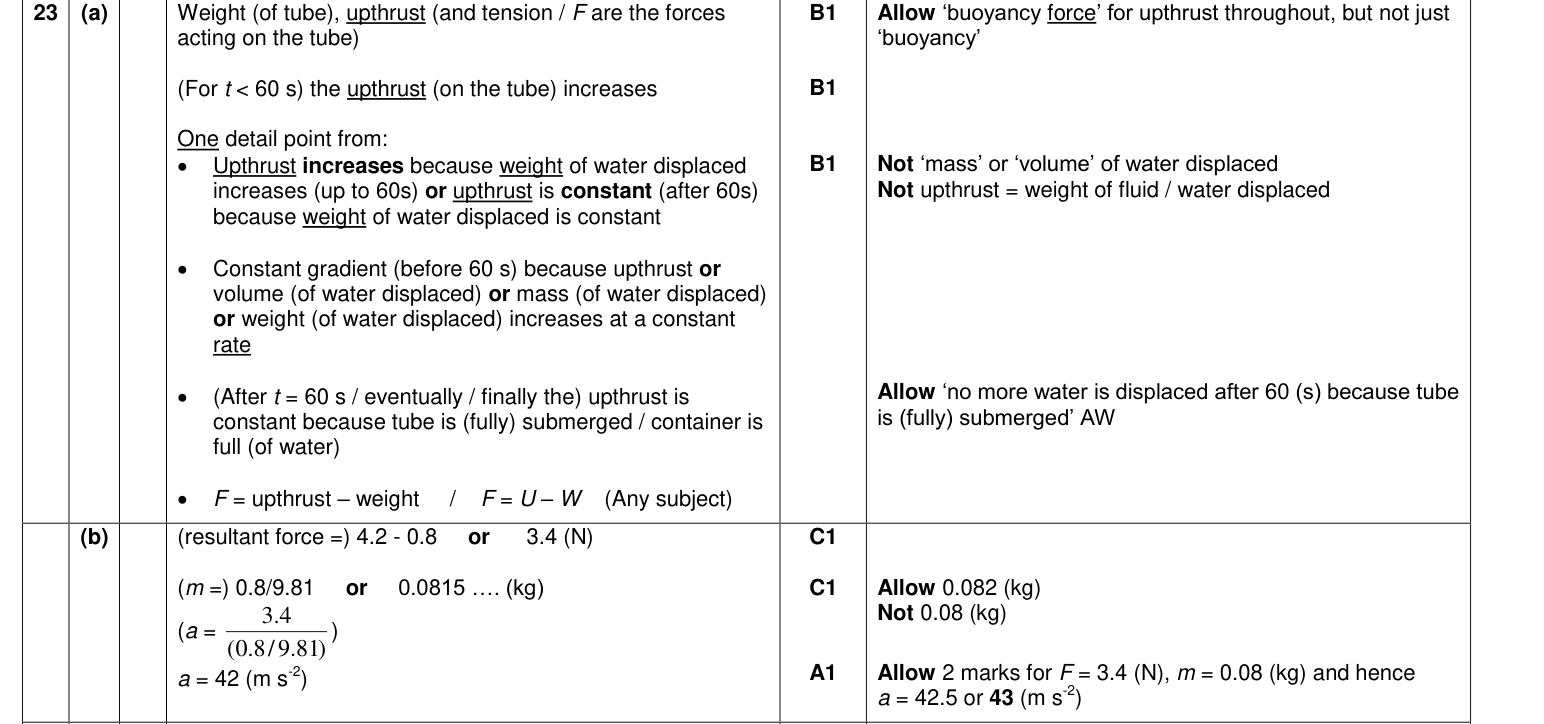 23 (a) Weight (of tube), upthrust (and tension / F are the forces B1 Allow ‘buoyancy force’ for upthrust throughout, but not just
acting on the tube) ‘buoyancy’
(For t < 60 s) the upthrust (on the tube) increases B1
One detail point from:
• Upthrust increases because weight of water displaced B1 Not ‘mass’ or ‘volume’ of water displaced
increases (up to 60s) or upthrust is constant (after 60s) Not upthrust = weight of fluid / water displaced
because weight of water displaced is constant
• Constant gradient (before 60 s) because upthrust or
volume (of water displaced) or mass (of water displaced)
or weight (of water displaced) increases at a constant
rate
• (After t = 60 s / eventually / finally the) upthrust is Allow ‘no more water is displaced after 60 (s) because tube
constant because tube is (fully) submerged / container is is (fully) submerged’ AW
full (of water)
• F = upthrust – weight / F = U – W (Any subject)
(b) (resultant force =) 4.2 - 0.8 or 3.4 (N) C1
(m =) 0.8/9.81 or 0.0815 …. (kg) C1 Allow 0.082 (kg)
Not 0.08 (kg)
(a = 3.4 / (0.8/9.81) )
a = 42 (m s⁻²) A1 Allow 2 marks for F = 3.4 (N), m = 0.08 (kg) and hence
a = 42.5 or 43 (m s⁻²)